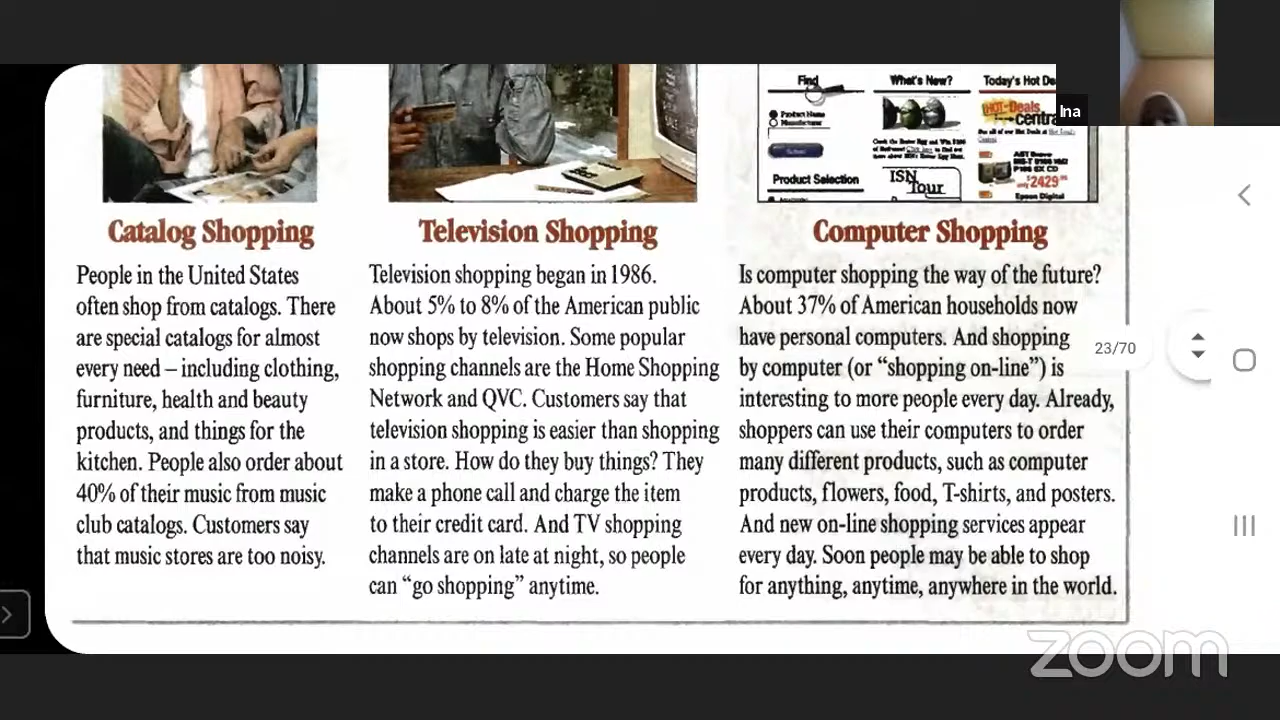 Find
What's New?
Today's Hot De
Ina
Product Name
Manufacturer
HOT-Deals
centra
Product Selection
ISN
Tour
only $2429
Epson Digital
Catalog Shopping
People in the United States
often shop from catalogs. There
are special catalogs for almost
every need – including clothing,
furniture, health and beauty
products, and things for the
kitchen. People also order about
40% of their music from music
club catalogs. Customers say
that music stores are too noisy.
Television Shopping
Television shopping began in 1986.
About 5% to 8% of the American public
now shops by television. Some popular
shopping channels are the Home Shopping
Network and QVC. Customers say that
television shopping is easier than shopping
in a store. How do they buy things? They
make a phone call and charge the item
to their credit card. And TV shopping
channels are on late at night, so people
can “go shopping” anytime.
Computer Shopping
Is computer shopping the way of the future?
About 37% of American households now
have personal computers. And shopping
by computer (or “shopping on-line”) is
interesting to more people every day. Already,
shoppers can use their computers to order
many different products, such as computer
products, flowers, food, T-shirts, and posters.
And new on-line shopping services appear
every day. Soon people may be able to shop
for anything, anytime, anywhere in the world.
23/70
zoom